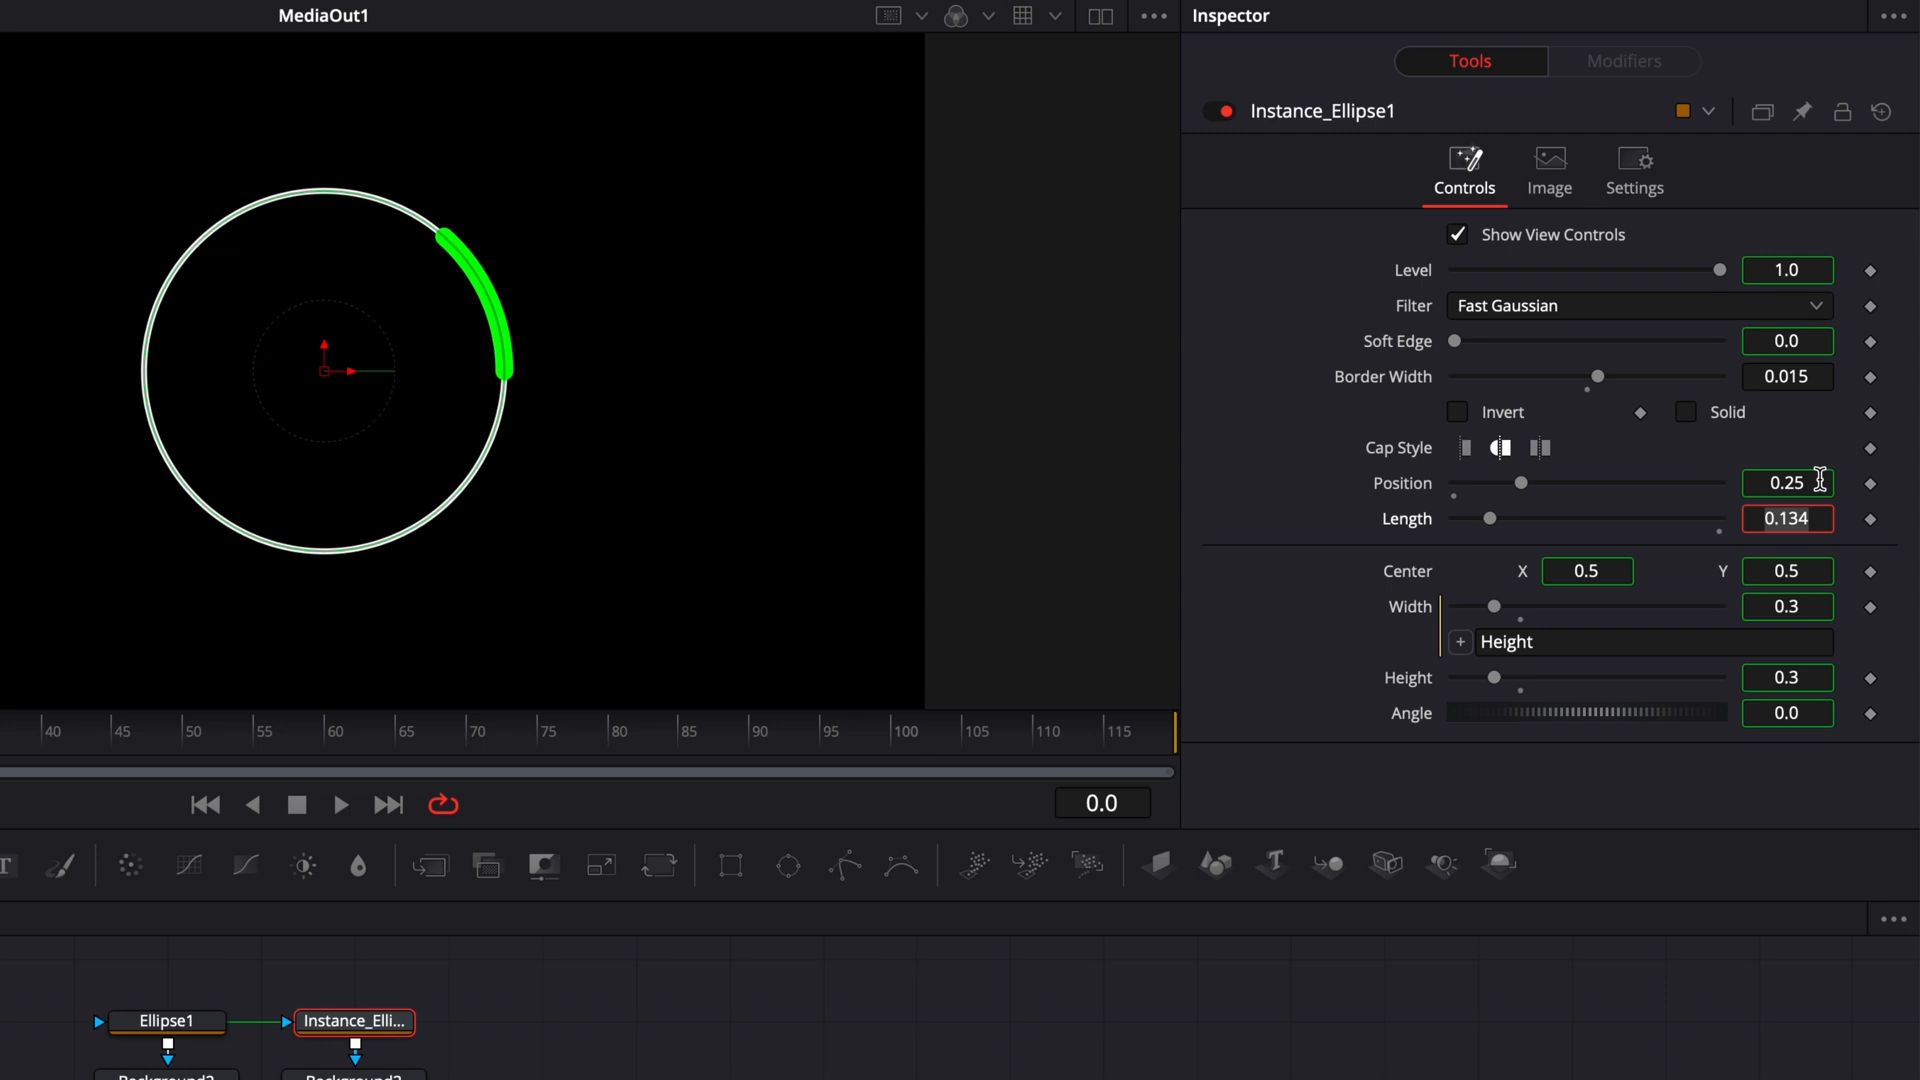 MediaOut1
Inspector
Tools
Modifiers
Instance_Ellipse1
Controls
Image
Settings
Show View Controls
Level
1.0
Filter
Fast Gaussian
Soft Edge
0.0
Border Width
0.015
Invert
Solid
Cap Style
Position
0.25
Length
0.134
Center
X
0.5
Y
0.5
Width
0.3
Height
Height
0.3
Angle
0.0
40
45
50
55
60
65
70
75
80
85
90
95
100
105
110
115
0.0
Ellipse1
Instance_Elli...